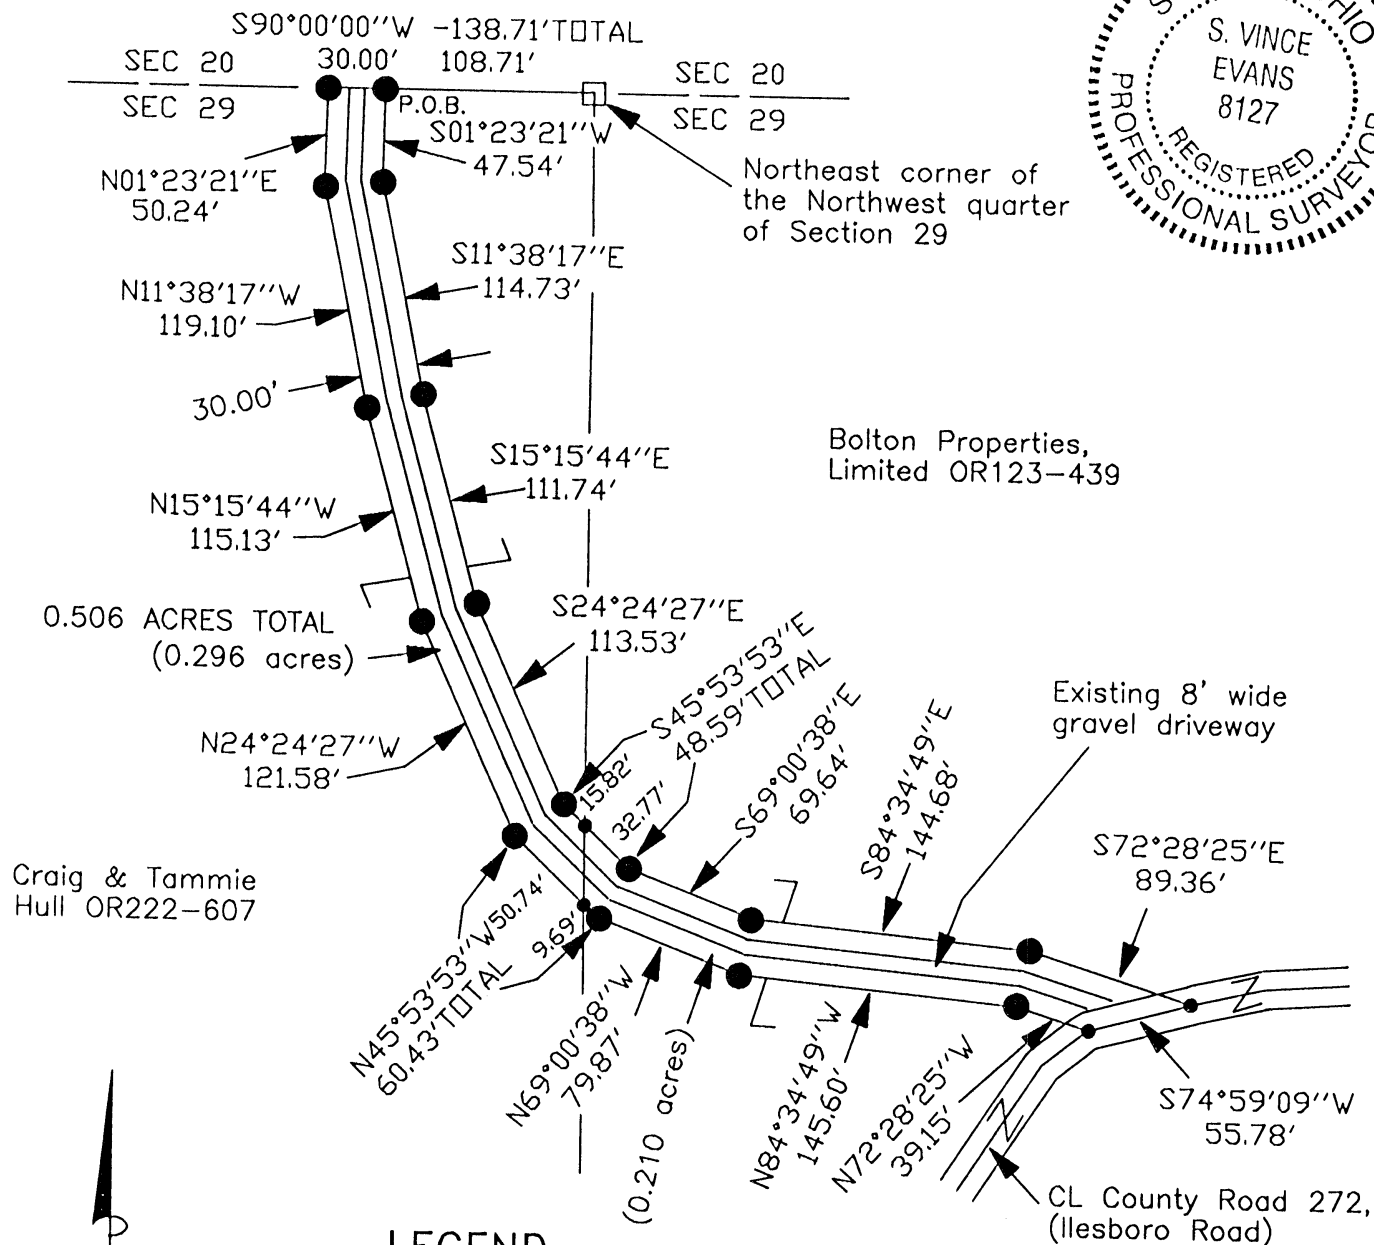 S90°00'00''W -138.71'TOTAL
30.00' 108.71'
SEC 20
SEC 29
SEC 20
SEC 29
P.O.B.
S01°23'21''W
47.54'
N01°23'21''E
50.24'
Northeast corner of
the Northwest quarter
of Section 29
S. VINCE
EVANS
8127
REGISTERED
PROFESSIONAL SURVEYOR
S11°38'17''E
114.73'
N11°38'17''W
119.10'
30.00'
Bolton Properties,
Limited OR123-439
S15°15'44''E
111.74'
N15°15'44''W
115.13'
0.506 ACRES TOTAL
(0.296 acres)
S24°24'27''E
113.53'
N24°24'27''W
121.58'
S45°53'53''E
48.59'TOTAL
15.82'
32.77'
S69°00'38''E
69.64'
S84°34'49''E
144.68'
Existing 8' wide
gravel driveway
S72°28'25''E
89.36'
Craig & Tammie
Hull OR222-607
N45°53'53''W
60.43'TOTAL
50.74'
9.69'
N69°00'38''W
79.87'
(0.210 acres)
N84°34'49''W
145.60'
N72°28'25''W
39.15'
S74°59'09''W
55.78'
CL County Road 272,
(Ilesboro Road)
LEGEND